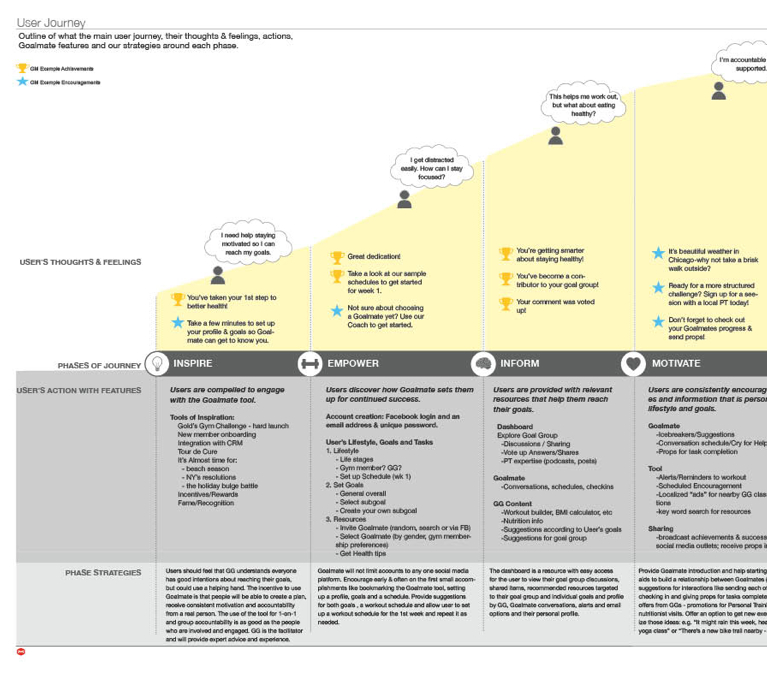 User Journey
Outline of what the main user journey, their thoughts & feelings, actions,
Goalmate features and our strategies around each phase.
GM Example Achievements
GM Example Encouragements
I need help staying
motivated so I can
reach my goals.
I get distracted
easily. How can I stay
focused?
This helps me work out,
but what about eating
healthy?
I'm accountable
supported.
USER'S THOUGHTS & FEELINGS
You've taken your 1st step to
better health!
Take a few minutes to set up
your profile & goals so Goal-
mate can get to know you.
Great dedication!
Take a look at our sample
schedules to get started
for week 1.
Not sure about choosing
a Goalmate yet? Use our
Coach to get started.
You're getting smarter
about staying healthy!
You've become a con-
tributor to your goal group!
Your comment was voted
up!
It's beautiful weather in
Chicago-why not take a brisk
walk outside?
Ready for a more structured
challenge? Sign up for a ses-
sion with a local PT today!
Don't forget to check out
your Goalmates progress &
send props!
PHASES OF JOURNEY
INSPIRE
EMPOWER
INFORM
MOTIVATE
USER'S ACTION WITH FEATURES
Users are compelled to engage
with the Goalmate tool.
Tools of Inspiration:
Gold's Gym Challenge - hard launch
New member onboarding
Integration with CRM
Tour de Cure
It's Almost time for:
- beach season
- NY's resolutions
- the holiday bulge battle
Incentives/Rewards
Fame/Recognition
Users discover how Goalmate sets them
up for continued success.
Account creation: Facebook login and an
email address & unique password.
User's Lifestyle, Goals and Tasks
1. Lifestyle
- Life stages
- Gym member? GG?
- Set up Schedule (wk 1)
2. Set Goals
- General overall
- Select subgoal
- Create your own subgoal
3. Resources
- Invite Goalmate (random, search or via FB)
- Select Goalmate (by gender, gym member-
ship preferences)
- Get Health tips
Users are provided with relevant
resources that help them reach
their goals.
Dashboard
Explore Goal Group
-Discussions / Sharing
-Vote up Answers/Shares
-PT expertise (podcasts, posts)
Goalmate
-Conversations, schedules, checkins
GG Content
-Workout builder, BMI calculator, etc
-Nutrition info
-Suggestions according to User's goals
-Suggestions for goal group
Users are consistently encourag
es and information that is person
lifestyle and goals.
Goalmate
-Icebreakers/Suggestions
-Conversation schedule/Cry for Help
-Props for task completion
Tool
-Alerts/Reminders to workout
-Scheduled Encouragement
-Localized "ads" for nearby GG clas
tions
-key word search for resources
Sharing
-broadcast achievements & success
social media outlets; receive props in
PHASE STRATEGIES
Users should feel that GG understands everyone
has good intentions about reaching their goals,
but could use a helping hand. The incentive to use
Goalmate is that people will be able to create a plan,
receive consistent motivation and accountability
from a real person. The use of the tool for 1-on-1
and group accountability is as good as the people
who are involved and engaged. GG is the facilitator
and will provide expert advice and experience.
Goalmate will not limit accounts to any one social media
platform. Encourage early & often on the first small accom-
plishments like bookmarking the Goalmate tool, setting
up a profile, goals and a schedule. Provide suggestions
for both goals , a workout schedule and allow user to set
up a workout schedule for the 1st week and repeat it as
needed.
The dashboard is a resource with easy access
for the user to view their goal group discussions,
shared items, recommended resources targeted
to their goal group and individual goals and profile
by GG, Goalmate conversations, alerts and email
options and their personal profile.
Provide Goalmate introduction and help starting
aids to build a relationship between Goalmates (
suggestions for interactions like sending each ot
checking in and giving props for tasks complete
offers from GGs - promotions for Personal Traini
nutritional visits. Offer an option to get new exe
ize those ideas: e.g. "It might rain this week, hea
yoga class" or "There's a new bike trail nearby -